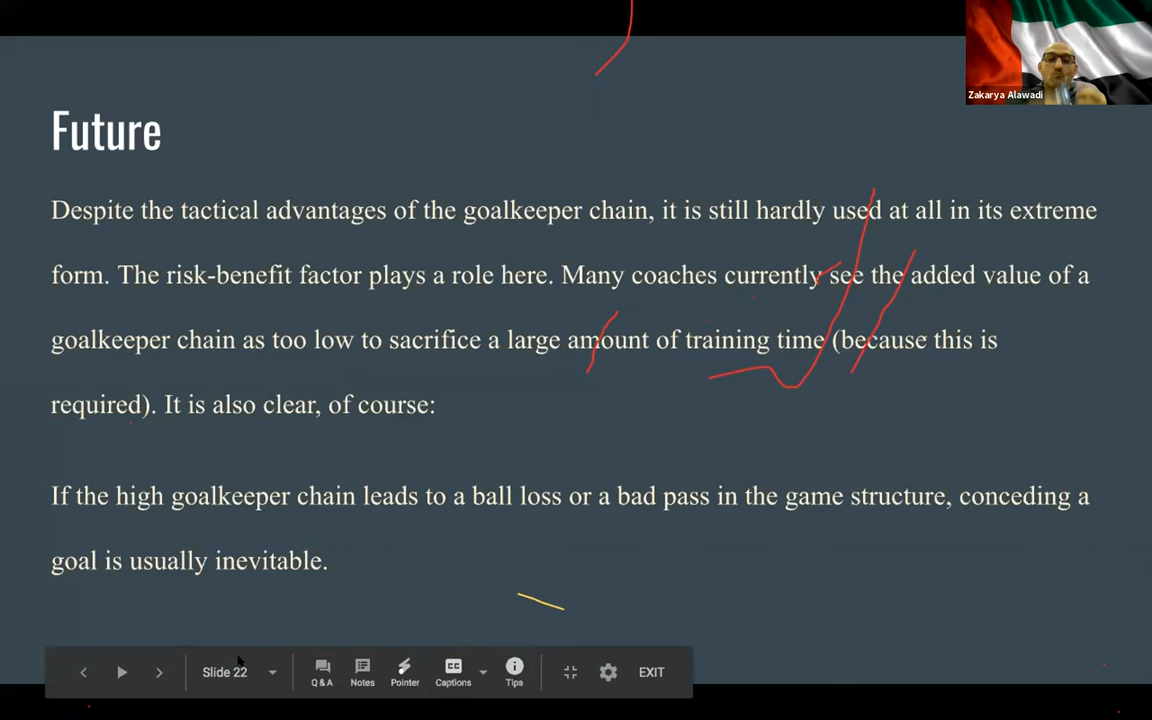 Zakarya Alawadi
Future
Despite the tactical advantages of the goalkeeper chain, it is still hardly used at all in its extreme
form. The risk-benefit factor plays a role here. Many coaches currently see the added value of a
goalkeeper chain as too low to sacrifice a large amount of training time (because this is
required). It is also clear, of course:
If the high goalkeeper chain leads to a ball loss or a bad pass in the game structure, conceding a
goal is usually inevitable.
Slide 22
Q & A
Notes
Pointer
CC
Captions
Tips
EXIT